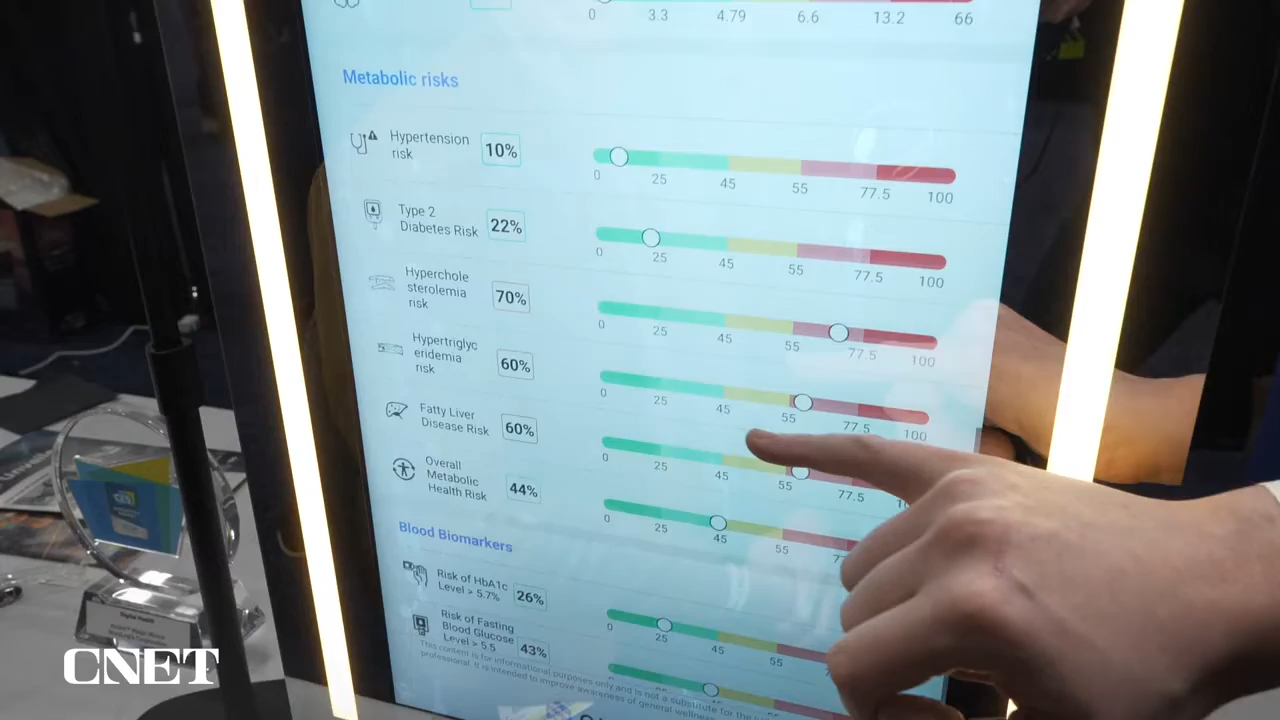 0 3.3 4.79 6.6 13.2 66
Metabolic risks
Hypertension
risk
10%
0 25 45 55 77.5 100
Type 2
Diabetes Risk
22%
0 25 45 55 77.5 100
Hyperchole
sterolemia
risk
70%
0 25 45 55 77.5 100
Hypertriglyc
eridemia
risk
60%
0 25 45 55 77.5 100
Fatty Liver
Disease Risk
60%
0 25 45 55 77.5
Overall
Metabolic
Health Risk
44%
0 25 45 55
Blood Biomarkers
Risk of HbA1c
Level > 5.7%
26%
0 25 45 55
Risk of Fasting
Blood Glucose
Level > 5.5
43%
This content is for informational purposes only and is not a substitute for the
professional. It is intended to improve awareness of general wellness.
CES
Digital Health
CNET